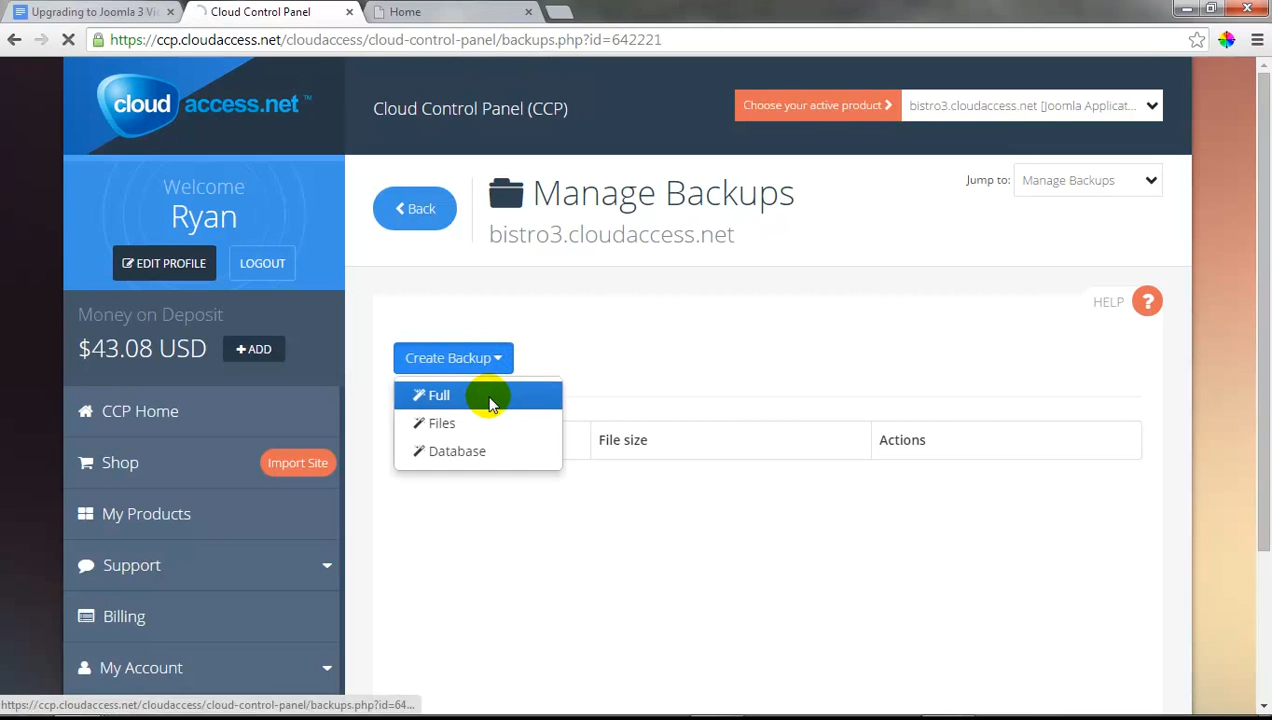 Upgrading to Joomla 3 Vi
Cloud Control Panel
Home
https://ccp.cloudaccess.net/cloudaccess/cloud-control-panel/backups.php?id=642221
cloud access.net™
Cloud Control Panel (CCP)
Choose your active product
bistro3.cloudaccess.net [Joomla Applicat...
Welcome
Ryan
EDIT PROFILE
LOGOUT
Back
Manage Backups
bistro3.cloudaccess.net
Jump to:
Manage Backups
Money on Deposit
$43.08 USD
+ ADD
HELP ?
Create Backup
Full
Files
Database
File size
Actions
CCP Home
Shop
Import Site
My Products
Support
Billing
My Account
https://ccp.cloudaccess.net/cloudaccess/cloud-control-panel/backups.php?id=64...